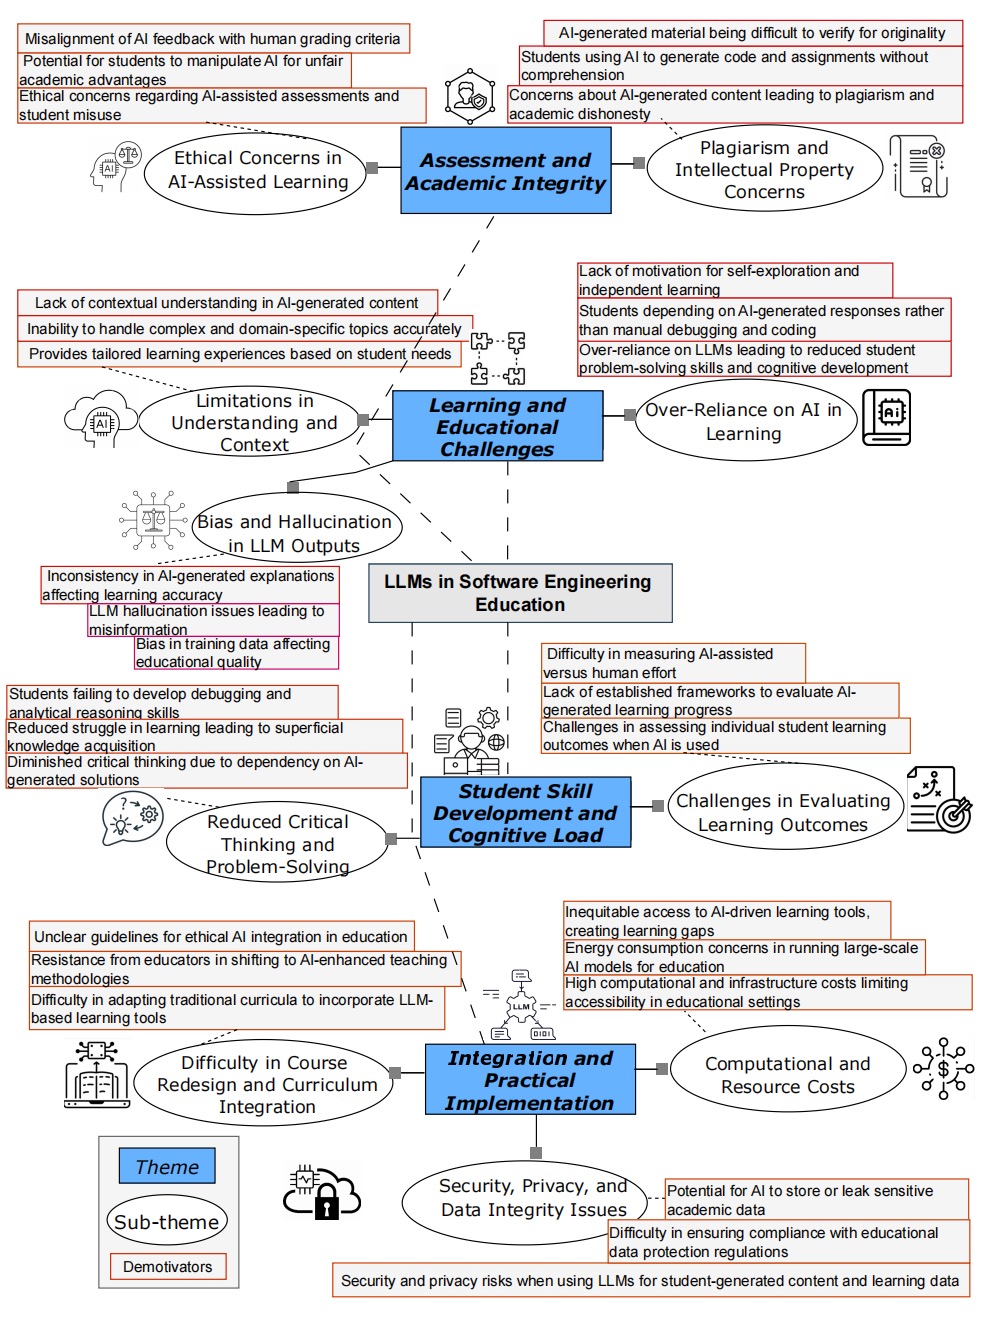 Misalignment of AI feedback with human grading criteria
Potential for students to manipulate AI for unfair
academic advantages
Ethical concerns regarding AI-assisted assessments and
student misuse
AI-generated material being difficult to verify for originality
Students using AI to generate code and assignments without
comprehension
Concerns about AI-generated content leading to plagiarism and
academic dishonesty
AI
Ethical Concerns in
AI-Assisted Learning
Assessment and
Academic Integrity
Plagiarism and
Intellectual Property
Concerns
Lack of contextual understanding in AI-generated content
Inability to handle complex and domain-specific topics accurately
Provides tailored learning experiences based on student needs
Lack of motivation for self-exploration and
independent learning
Students depending on AI-generated responses rather
than manual debugging and coding
Over-reliance on LLMs leading to reduced student
problem-solving skills and cognitive development
AI
Limitations in
Understanding and
Context
Learning and
Educational
Challenges
Over-Reliance on AI in
Learning
Ai
Bias and Hallucination
in LLM Outputs
Inconsistency in AI-generated explanations
affecting learning accuracy
LLM hallucination issues leading to
misinformation
Bias in training data affecting
educational quality
LLMs in Software Engineering
Education
Students failing to develop debugging and
analytical reasoning skills
Reduced struggle in learning leading to superficial
knowledge acquisition
Diminished critical thinking due to dependency on AI-
generated solutions
Difficulty in measuring AI-assisted
versus human effort
Lack of established frameworks to evaluate AI-
generated learning progress
Challenges in assessing individual student learning
outcomes when AI is used
?
Reduced Critical
Thinking and
Problem-Solving
Student Skill
Development and
Cognitive Load
Challenges in Evaluating
Learning Outcomes
Unclear guidelines for ethical AI integration in education
Resistance from educators in shifting to AI-enhanced teaching
methodologies
Difficulty in adapting traditional curricula to incorporate LLM-
based learning tools
Inequitable access to AI-driven learning tools,
creating learning gaps
Energy consumption concerns in running large-scale
AI models for education
High computational and infrastructure costs limiting
accessibility in educational settings
LLM
Difficulty in Course
Redesign and Curriculum
Integration
Integration and
Practical
Implementation
Computational and
Resource Costs
$
Security, Privacy, and
Data Integrity Issues
Potential for AI to store or leak sensitive
academic data
Difficulty in ensuring compliance with educational
data protection regulations
Security and privacy risks when using LLMs for student-generated content and learning data
Theme
Sub-theme
Demotivators